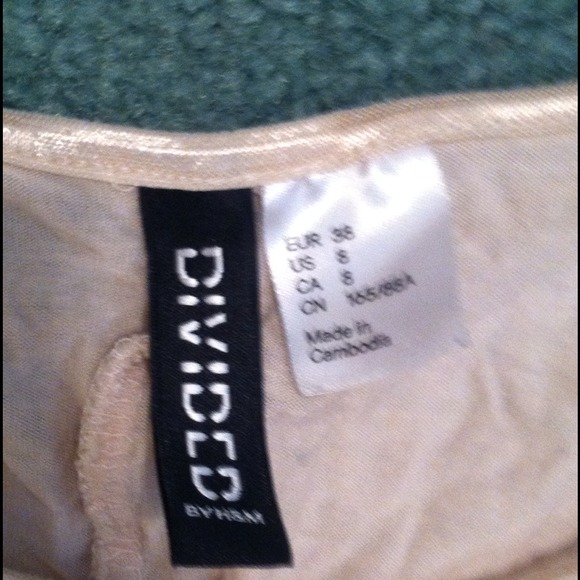 DIVIDED
BY H&M
EUR 38
US 8
CA 8
CN 165/88A
Made in
Cambodia